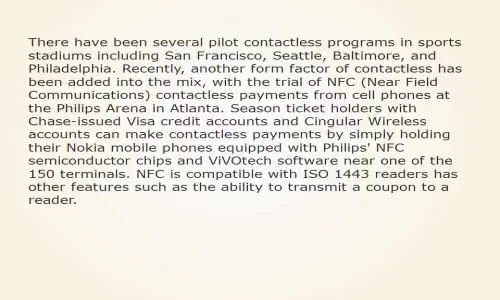 There have been several pilot contactless programs in sports
stadiums including San Francisco, Seattle, Baltimore, and
Philadelphia. Recently, another form factor of contactless has
been added into the mix, with the trial of NFC (Near Field
Communications) contactless payments from cell phones at
the Philips Arena in Atlanta. Season ticket holders with
Chase-issued Visa credit accounts and Cingular Wireless
accounts can make contactless payments by simply holding
their Nokia mobile phones equipped with Philips' NFC
semiconductor chips and ViVOtech software near one of the
150 terminals. NFC is compatible with ISO 1443 readers has
other features such as the ability to transmit a coupon to a
reader.